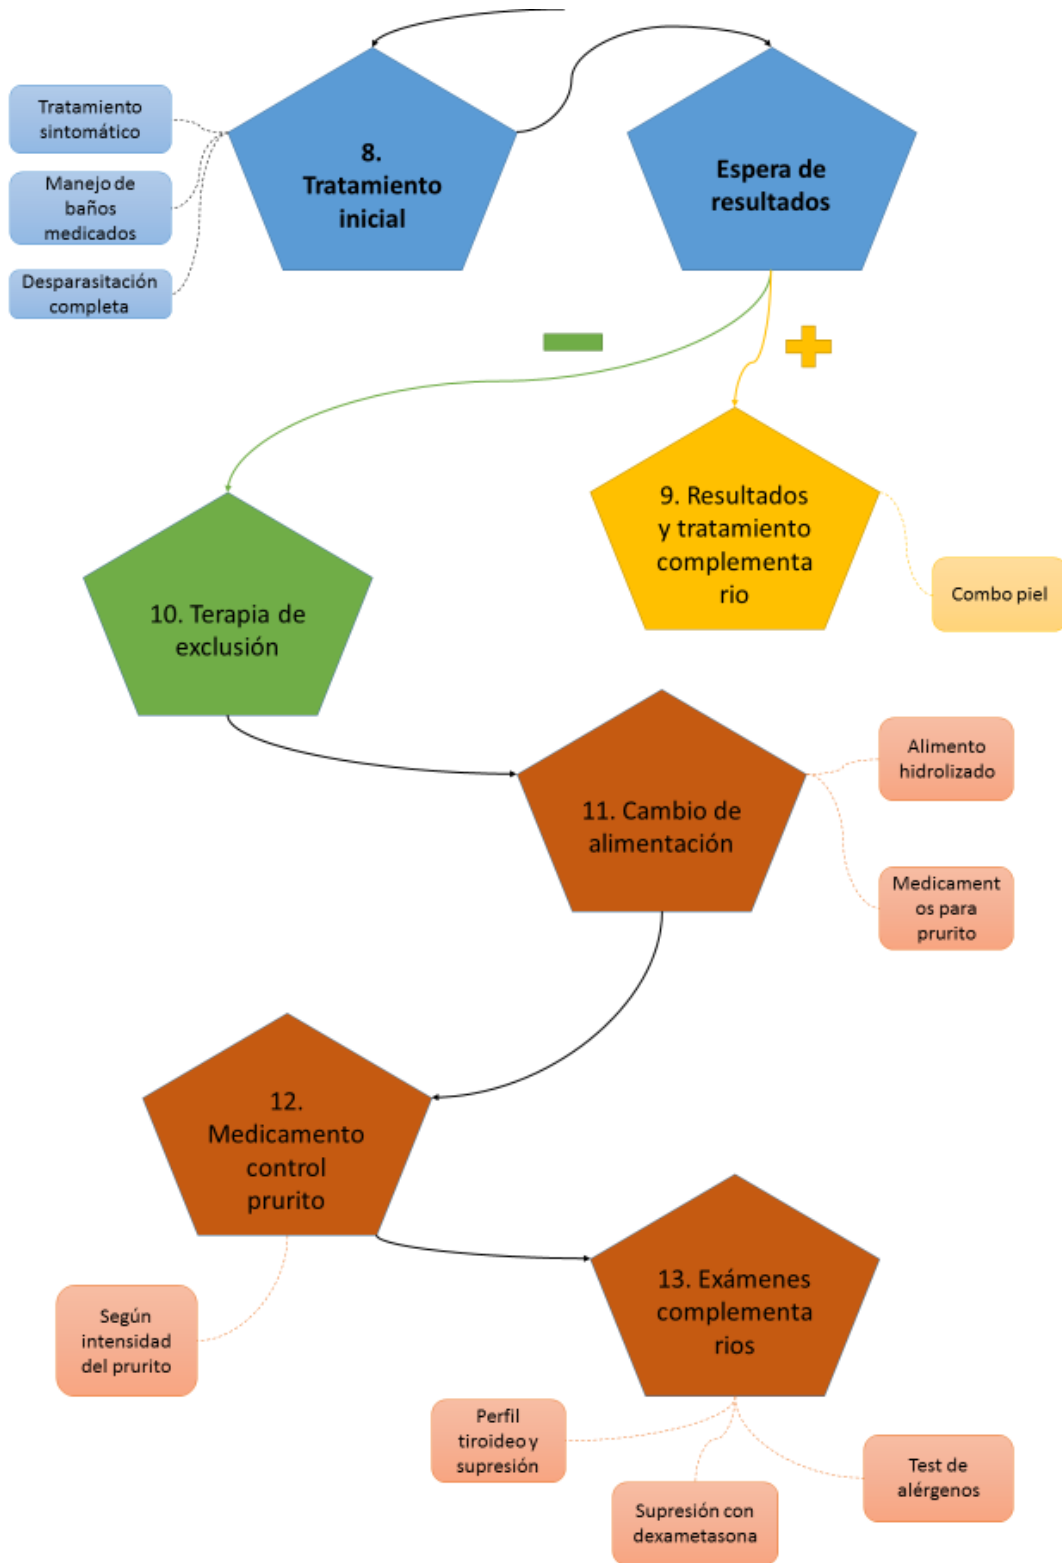 Tratamiento
sintomático
Manejo de
baños
medicados
Desparasitación
completa
8.
Tratamiento
inicial
Espera de
resultados
9. Resultados
y tratamiento
complementa
rio
Combo piel
10. Terapia de
exclusión
11. Cambio de
alimentación
Alimento
hidrolizado
Medicament
os para
prurito
12.
Medicamento
control
prurito
Según
intensidad
del prurito
13. Exámenes
complementa
rios
Perfil
tiroideo y
supresión
Supresión con
dexametasona
Test de
alérgenos